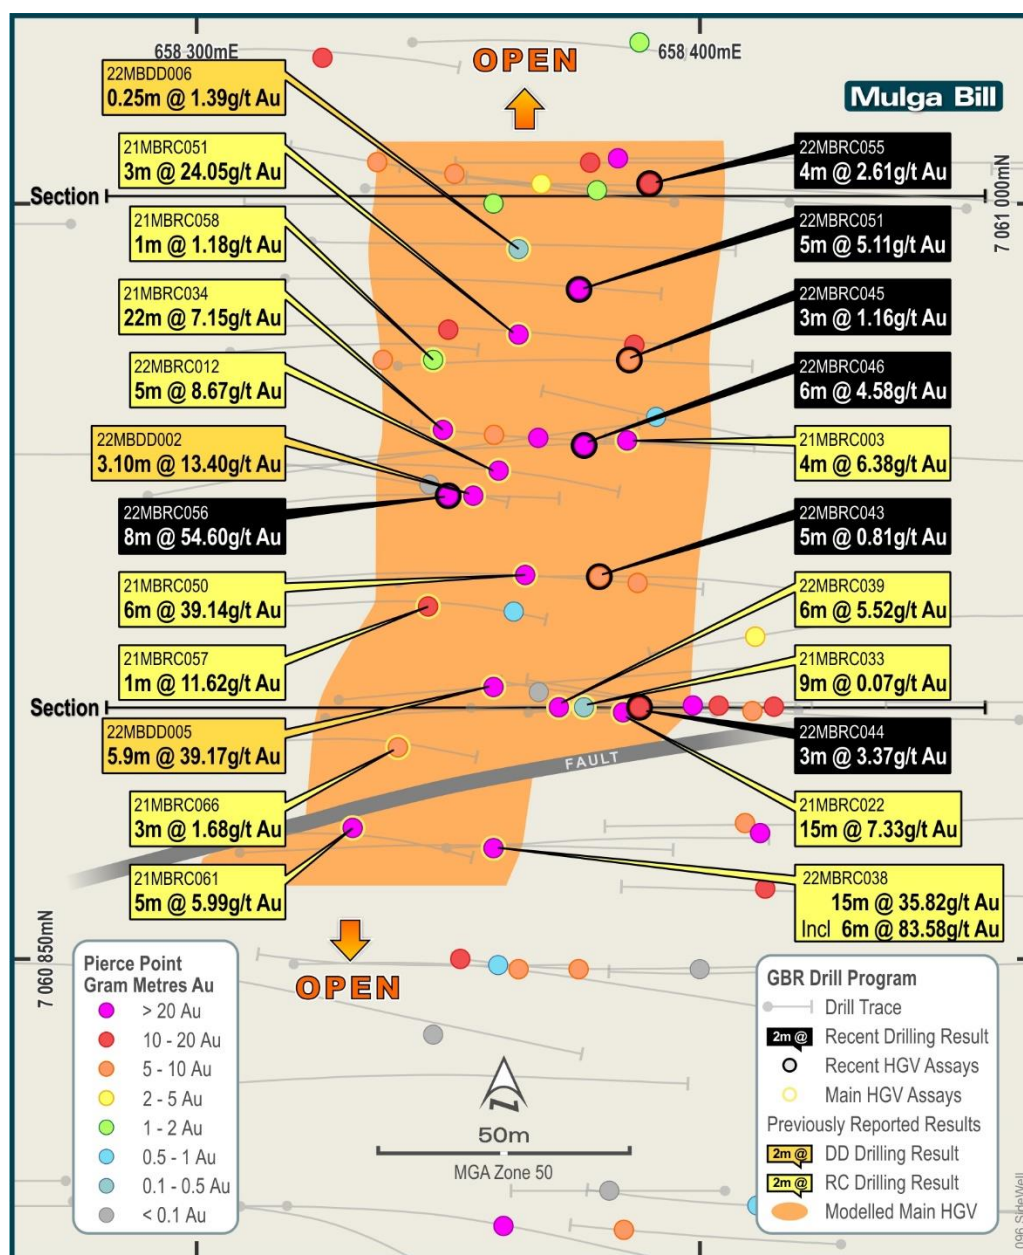 658 300mE
OPEN
658 400mE
Mulga Bill
22MBDD006
0.25m @ 1.39g/t Au
21MBRC051
3m @ 24.05g/t Au
Section
21MBRC058
1m @ 1.18g/t Au
21MBRC034
22m @ 7.15g/t Au
22MBRC012
5m @ 8.67g/t Au
22MBDD002
3.10m @ 13.40g/t Au
22MBRC056
8m @ 54.60g/t Au
21MBRC050
6m @ 39.14g/t Au
21MBRC057
1m @ 11.62g/t Au
Section
22MBDD005
5.9m @ 39.17g/t Au
21MBRC066
3m @ 1.68g/t Au
21MBRC061
5m @ 5.99g/t Au
22MBRC055
4m @ 2.61g/t Au
7 061 000mN
22MBRC051
5m @ 5.11g/t Au
22MBRC045
3m @ 1.16g/t Au
22MBRC046
6m @ 4.58g/t Au
21MBRC003
4m @ 6.38g/t Au
22MBRC043
5m @ 0.81g/t Au
22MBRC039
6m @ 5.52g/t Au
21MBRC033
9m @ 0.07g/t Au
22MBRC044
3m @ 3.37g/t Au
FAULT
21MBRC022
15m @ 7.33g/t Au
22MBRC038
15m @ 35.82g/t Au
Incl 6m @ 83.58g/t Au
7 060 850mN
OPEN
Pierce Point
Gram Metres Au
> 20 Au
10 - 20 Au
5 - 10 Au
2 - 5 Au
1 - 2 Au
0.5 - 1 Au
0.1 - 0.5 Au
< 0.1 Au
N
50m
MGA Zone 50
GBR Drill Program
Drill Trace
2m @ Recent Drilling Result
Recent HGV Assays
Main HGV Assays
Previously Reported Results
2m @ DD Drilling Result
2m @ RC Drilling Result
Modelled Main HGV
096 SideWell